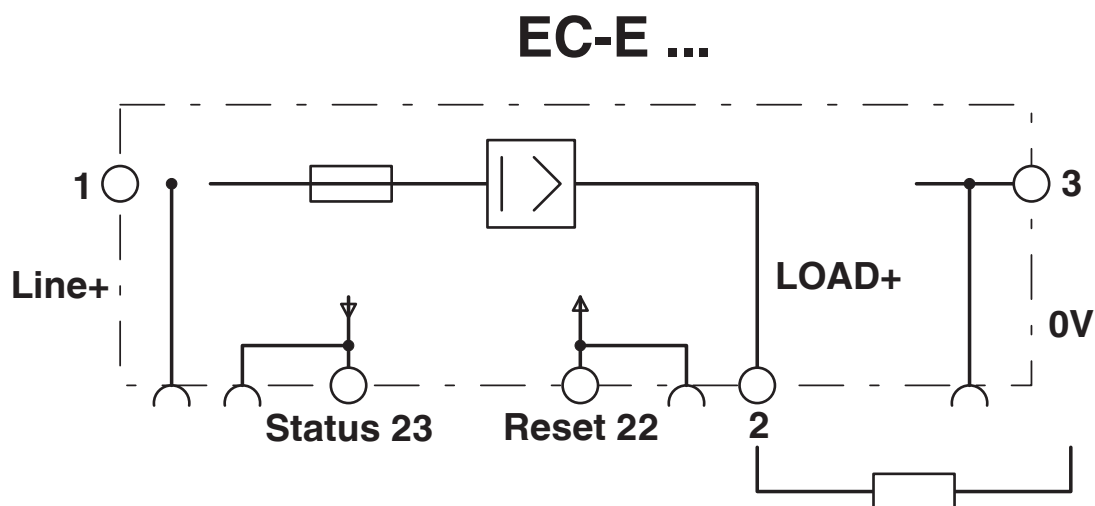 EC-E ...
1
3
Line+
LOAD+
0V
Status 23
Reset 22
2